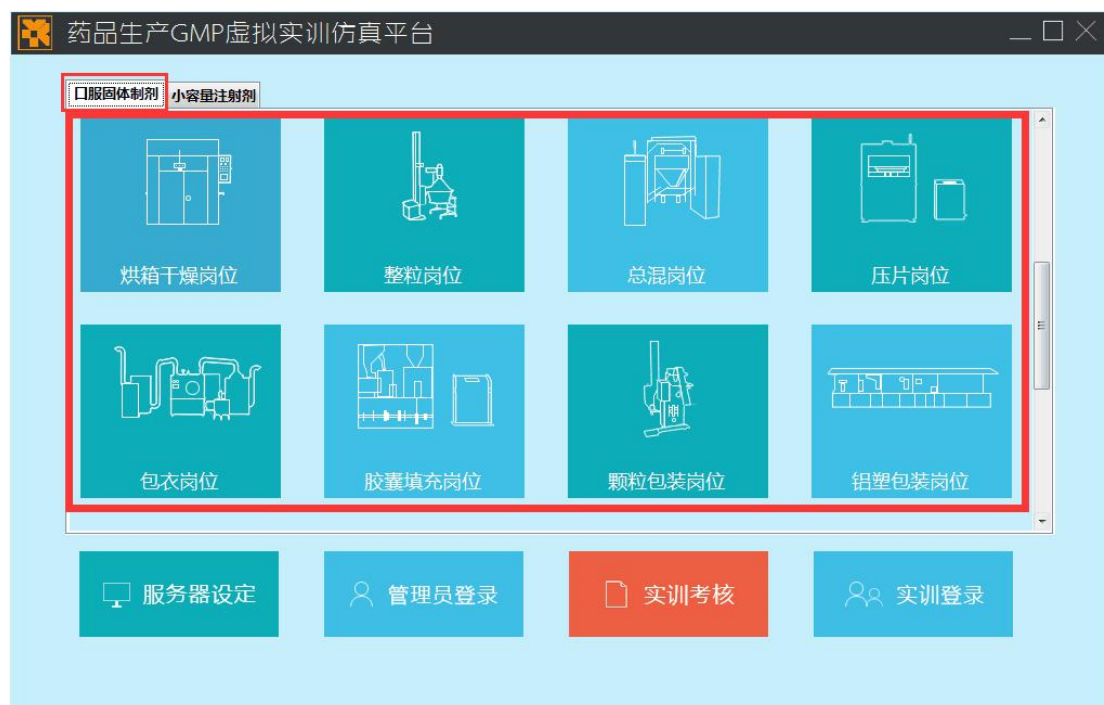 药品生产GMP虚拟实训仿真平台
口服固体制剂 小容量注射剂
烘箱干燥岗位 整粒岗位 总混岗位 压片岗位
包衣岗位 胶囊填充岗位 颗粒包装岗位 铝塑包装岗位
服务器设定 管理员登录 实训考核 实训登录